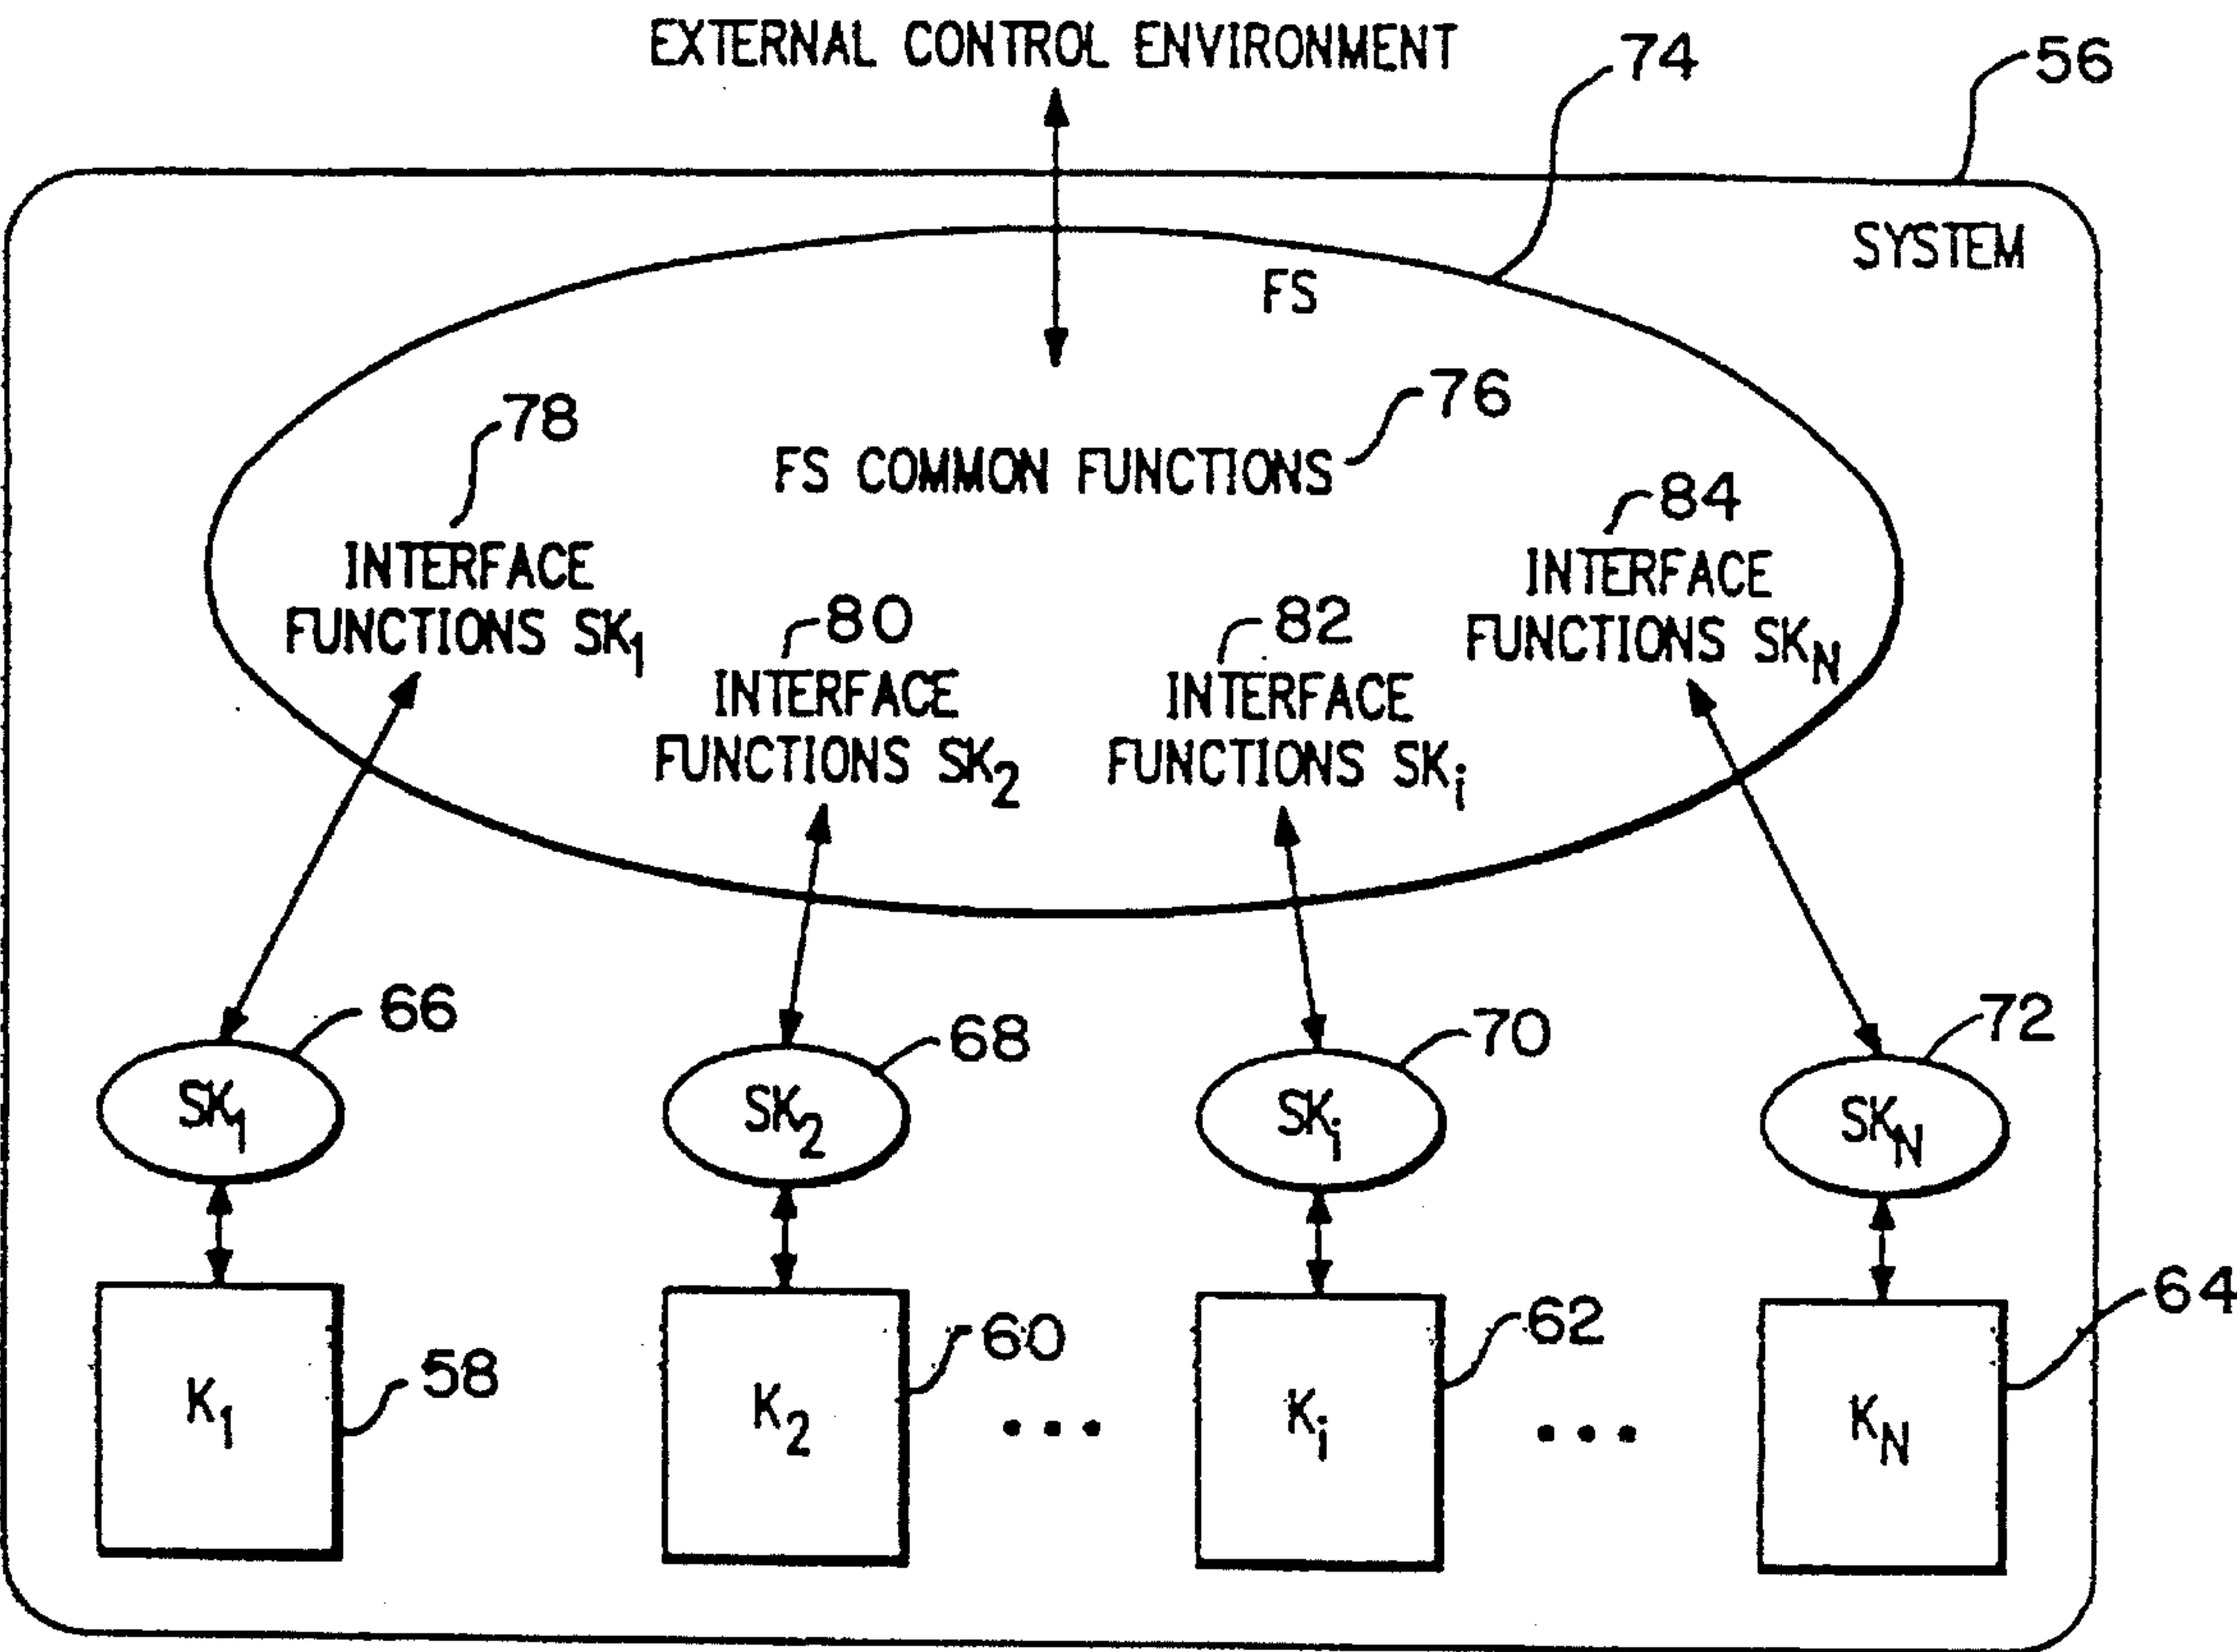 EXTERNAL CONTROL ENVIRONMENT
74
56
SYSTEM
FS
76
78
FS COMMON FUNCTIONS
84
INTERFACE
FUNCTIONS SK1
INTERFACE
FUNCTIONS SKN
80
INTERFACE
FUNCTIONS SK2
82
INTERFACE
FUNCTIONS SKi
66
68
70
72
SK1
SK2
SKi
SKN
64
58
60
62
K1
K2
...
Ki
...
KN